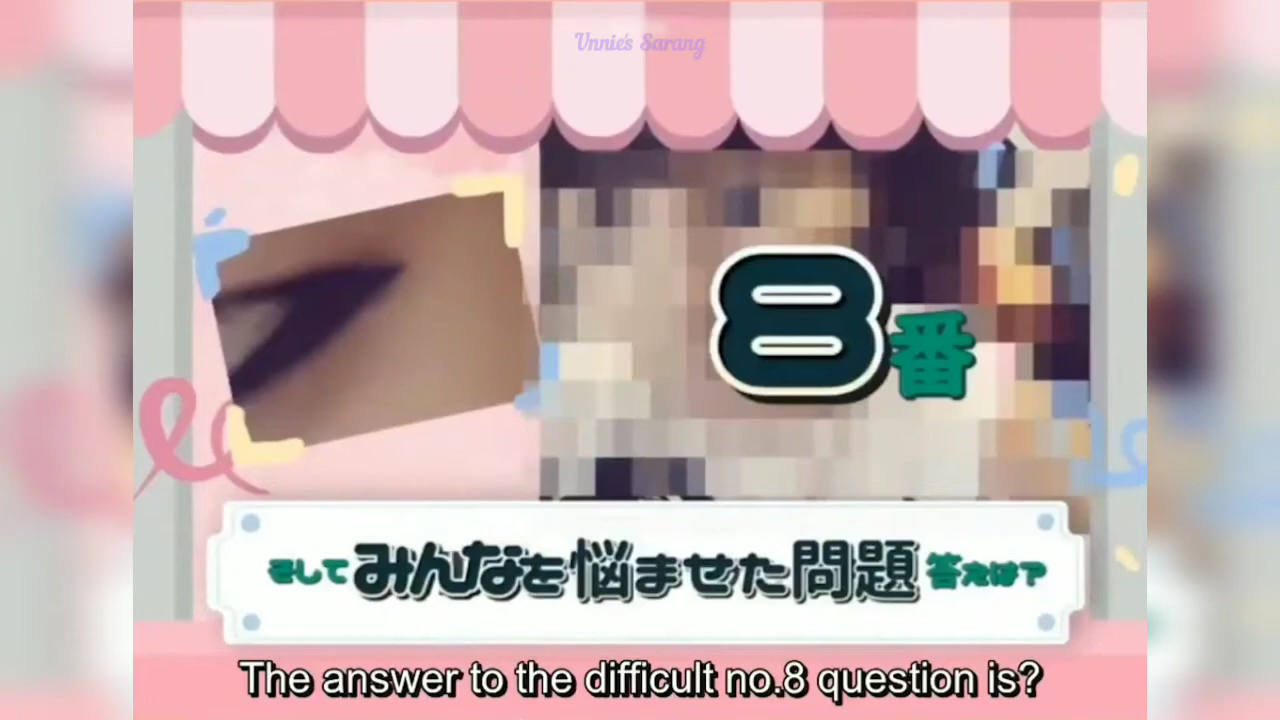 Unnie's Sarang
8番
そしてみんなを悩ませた問題答えは?
The answer to the difficult no.8 question is?